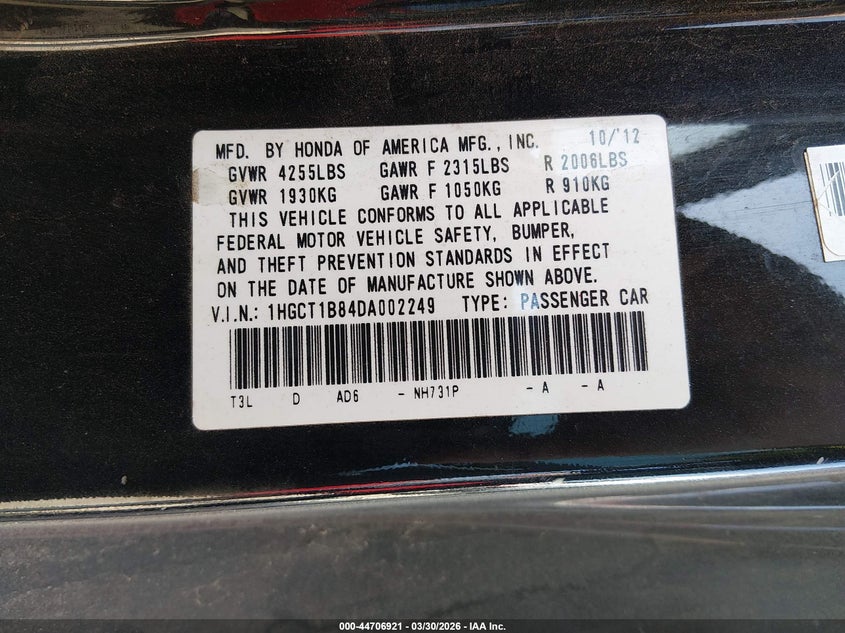 MFD. BY HONDA OF AMERICA MFG., INC. 10/'12
GVWR 4255LBS GAWR F 2315LBS R 2006LBS
GVWR 1930KG GAWR F 1050KG R 910KG
THIS VEHICLE CONFORMS TO ALL APPLICABLE
FEDERAL MOTOR VEHICLE SAFETY, BUMPER,
AND THEFT PREVENTION STANDARDS IN EFFECT
ON THE DATE OF MANUFACTURE SHOWN ABOVE.
V.I.N.: 1HGCT1B84DA002249 TYPE: PASSENGER CAR
T3L D AD6 - NH731P - A - A
000-44706921 | 03/30/2026 - IAA Inc.